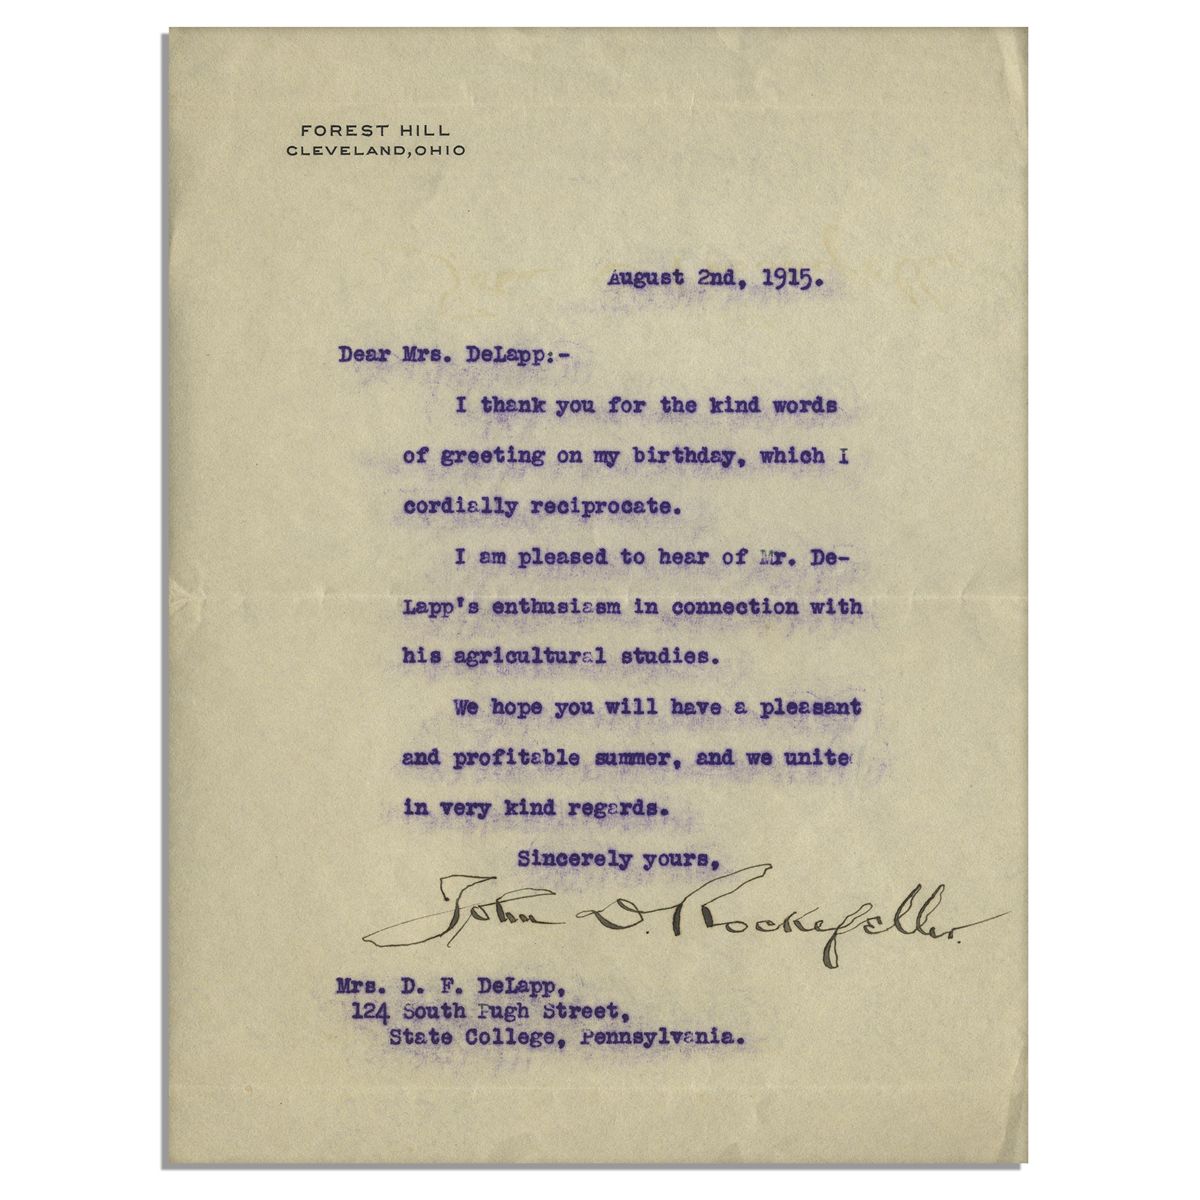 FOREST HILL
CLEVELAND, OHIO
August 2nd, 1915.
Dear Mrs. DeLapp:-
I thank you for the kind words
of greeting on my birthday, which I
cordially reciprocate.
I am pleased to hear of Mr. De-
Lapp's enthusiasm in connection with
his agricultural studies.
We hope you will have a pleasant
and profitable summer, and we unite
in very kind regards.
Sincerely yours,
John D. Rockefeller.
Mrs. D. F. DeLapp,
124 South Pugh Street,
State College, Pennsylvania.